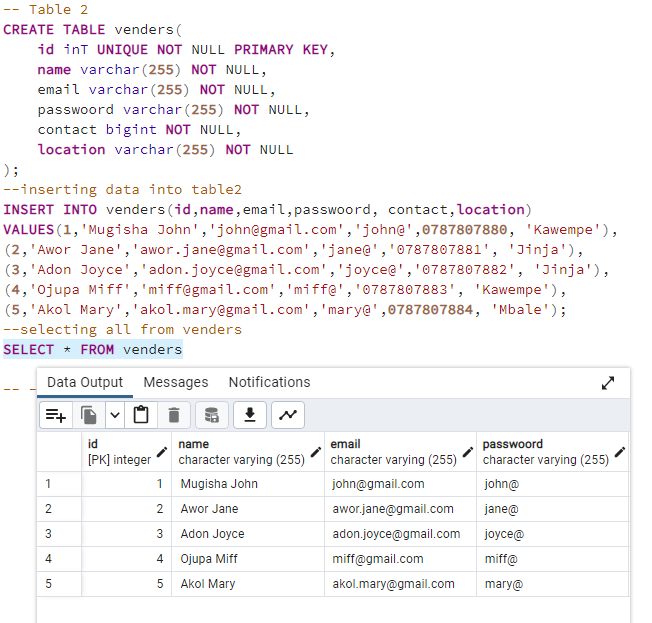 -- Table 2
CREATE TABLE venders(
id inT UNIQUE NOT NULL PRIMARY KEY,
name varchar(255) NOT NULL,
email varchar(255) NOT NULL,
passwoord varchar(255) NOT NULL,
contact bigint NOT NULL,
location varchar(255) NOT NULL
);
--inserting data into table2
INSERT INTO venders(id,name,email,passwoord, contact,location)
VALUES(1,'Mugisha John','john@gmail.com','john@',0787807880, 'Kawempe'),
(2,'Awor Jane','awor.jane@gmail.com','jane@','0787807881', 'Jinja'),
(3,'Adon Joyce','adon.joyce@gmail.com','joyce@','0787807882', 'Jinja'),
(4,'Ojupa Miff','miff@gmail.com','miff@','0787807883', 'Kawempe'),
(5,'Akol Mary','akol.mary@gmail.com','mary@',0787807884, 'Mbale');
--selecting all from venders
SELECT * FROM venders
-- -
Data Output Messages Notifications
id name email passwoord
[PK] integer character varying (255) character varying (255) character varying (255)
1 1 Mugisha John john@gmail.com john@
2 2 Awor Jane awor.jane@gmail.com jane@
3 3 Adon Joyce adon.joyce@gmail.com joyce@
4 4 Ojupa Miff miff@gmail.com miff@
5 5 Akol Mary akol.mary@gmail.com mary@